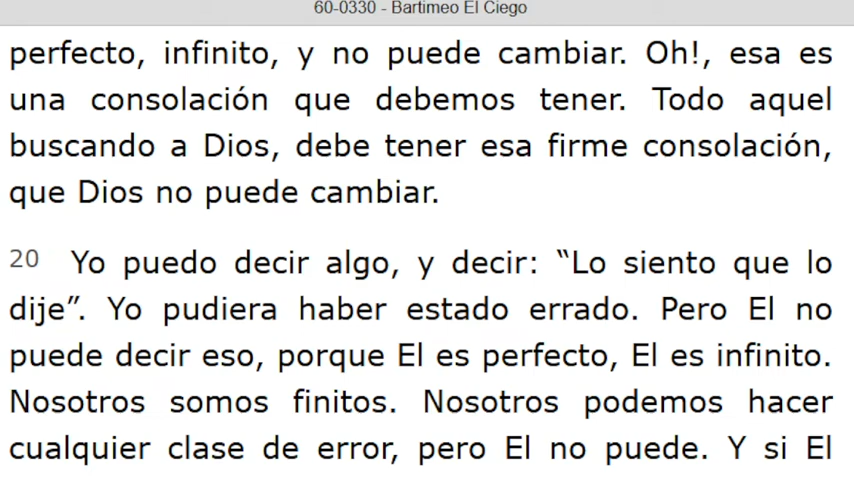 60-0330 - Bartimeo El Ciego
perfecto, infinito, y no puede cambiar. Oh!, esa es
una consolación que debemos tener. Todo aquel
buscando a Dios, debe tener esa firme consolación,
que Dios no puede cambiar.
20 Yo puedo decir algo, y decir: “Lo siento que lo
dije”. Yo pudiera haber estado errado. Pero El no
puede decir eso, porque El es perfecto, El es infinito.
Nosotros somos finitos. Nosotros podemos hacer
cualquier clase de error, pero El no puede. Y si El